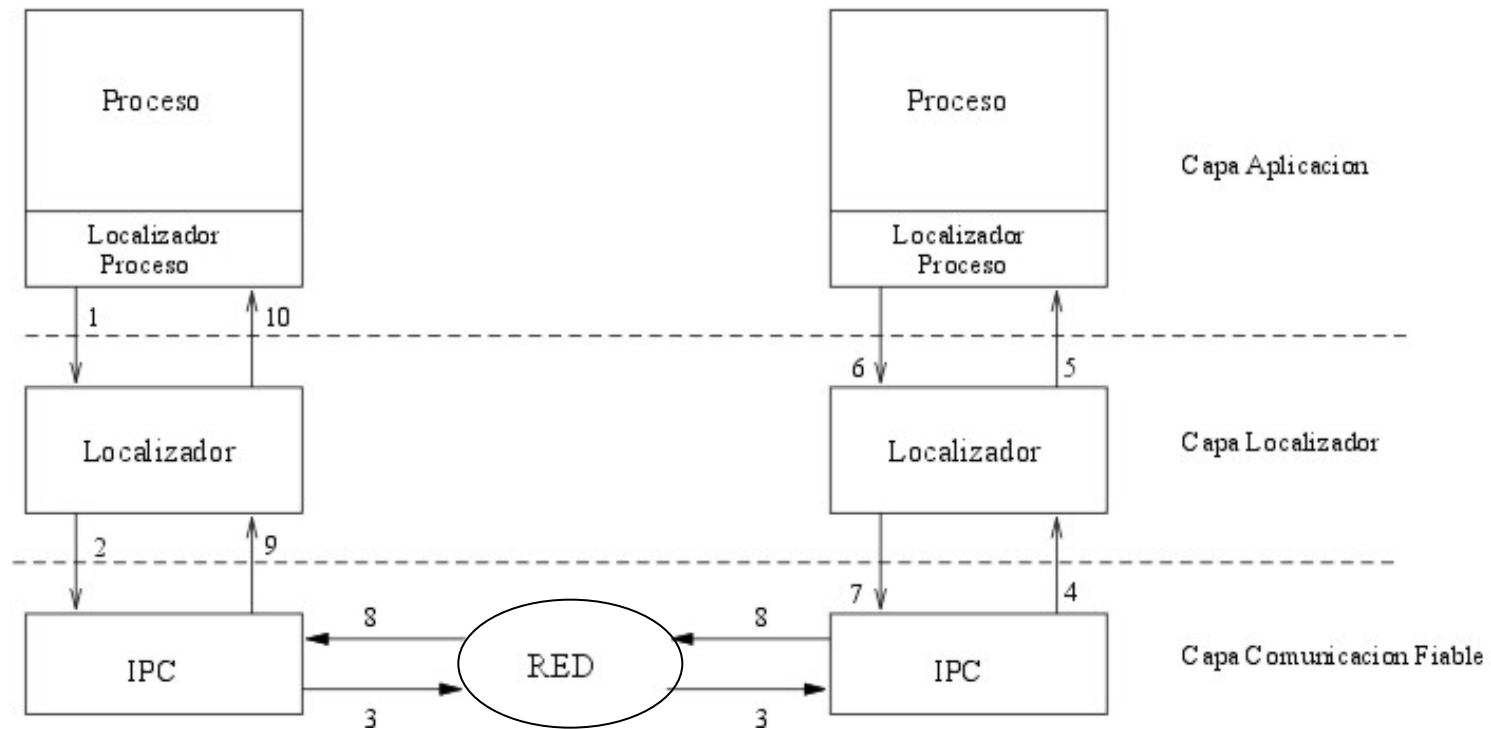 Proceso
Proceso
Capa Aplicacion
Localizador
Proceso
Localizador
Proceso
1
10
6
5
Localizador
Localizador
Capa Localizador
2
9
7
4
8
8
IPC
RED
IPC
Capa Comunicacion Fiable
3
3